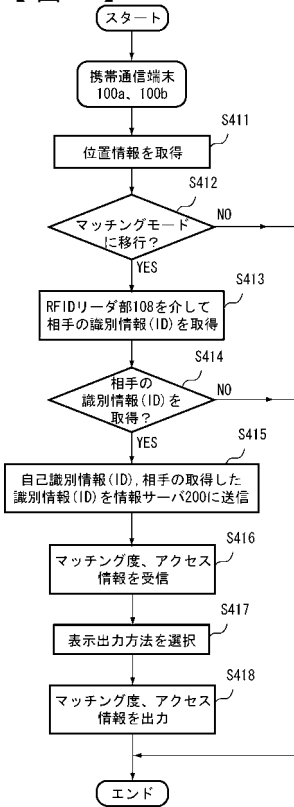 スタート
携帯通信端末
100a、100b
S411
位置情報を取得
S412
マッチングモード
に移行？
NO
YES
S413
RFIDリーダ部108を介して
相手の識別情報(ID)を取得
S414
相手の
識別情報(ID)を
取得？
NO
YES
S415
自己識別情報(ID),相手の取得した
識別情報(ID)を情報サーバ200に送信
S416
マッチング度、アクセス
情報を受信
S417
表示出力方法を選択
S418
マッチング度、アクセス
情報を出力
エンド